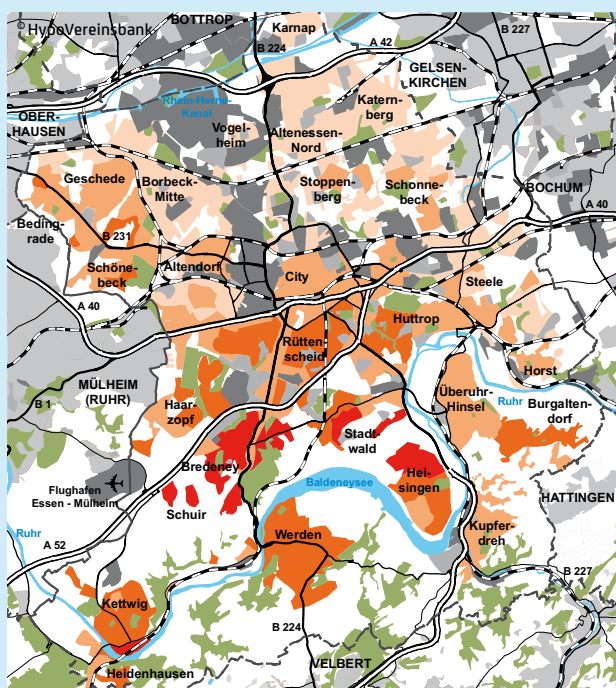 © HypoVereinsbank
BOTTROP
Karnap
B 227
B 224
A 42
GELSEN-
KIRCHEN
Rhein-Herne-
Kanal
Katern-
berg
OBER-
HAUSEN
Vogel-
heim
Altenessen-
Nord
Geschede
Borbeck-
Mitte
Stoppen-
berg
Schonne-
beck
BOCHUM
A 40
Beding-
rade
B 231
Schöne-
beck
Altendorf
City
Steele
A 40
Huttrop
Rütten
scheid
MÜLHEIM
(RUHR)
B 1
Haar-
zopf
Horst
Überuhr-
Hinsel
Ruhr
Burgalten-
dorf
Stadt-
wald
Bredeney
Hei-
singen
Flughafen
Essen - Mülheim
Baldeneysee
HATTINGEN
Schuir
Ruhr
A 52
Werden
Kupfer-
dreh
B 227
Kettwig
B 224
VELBERT
Heidenhausen